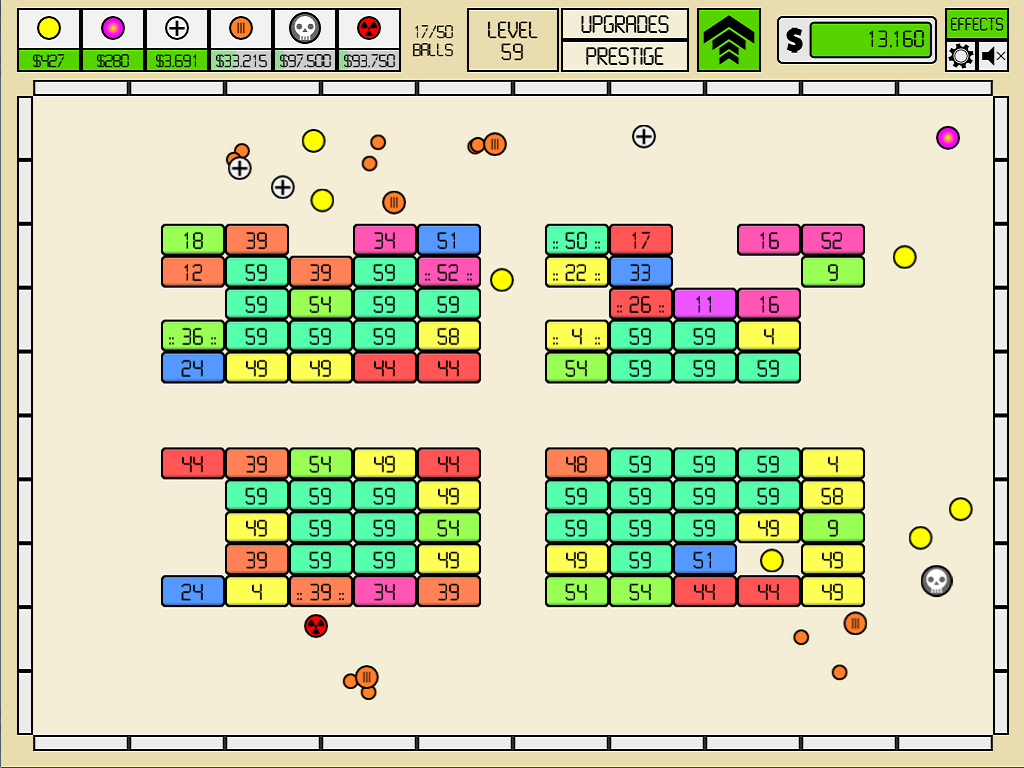 17/50
BALLS
LEVEL
59
UPGRADES
PRESTIGE
$ 13,160
EFFECTS
$427 $280 $3,691 $33,215 $97,500 $93,750
18 39 34 51 :: 50 :: 17 16 52
12 59 39 59 :: 52 :: :: 22 :: 33 9
59 54 59 59 :: 26 :: 11 16
:: 36 :: 59 59 59 58 :: 4 :: 59 59 4
24 49 49 44 44 54 59 59 59
44 39 54 49 44 48 59 59 59 4
59 59 59 49 59 59 59 59 58
49 59 59 54 59 59 59 49 9
39 59 59 49 49 59 51 49
24 4 :: 39 :: 34 39 54 54 44 44 49